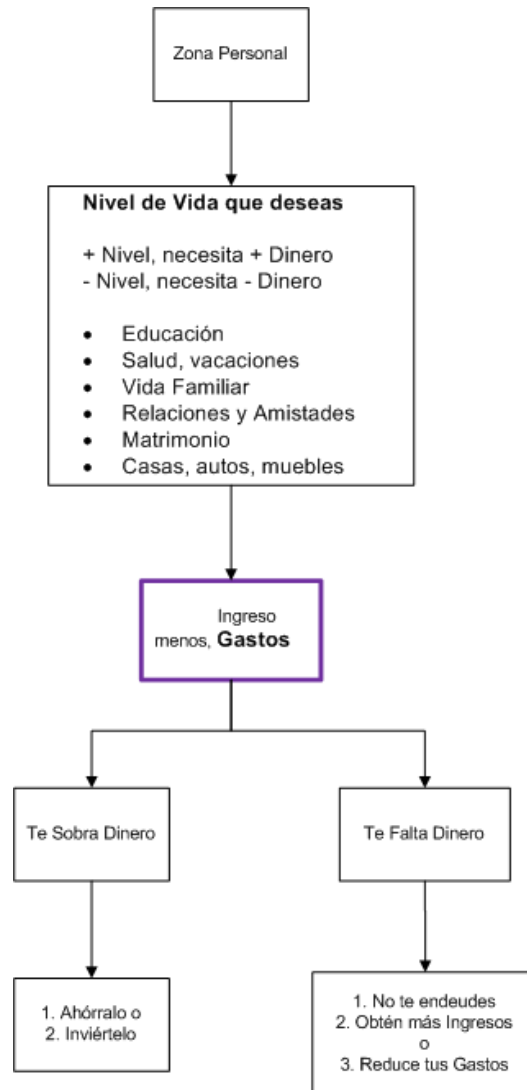 Zona Personal
Nivel de Vida que deseas
+ Nivel, necesita + Dinero
- Nivel, necesita - Dinero
• Educación
• Salud, vacaciones
• Vida Familiar
• Relaciones y Amistades
• Matrimonio
• Casas, autos, muebles
Ingreso
menos, Gastos
Te Sobra Dinero
Te Falta Dinero
1. Ahórralo o
2. Inviértelo
1. No te endeudes
2. Obtén más Ingresos
o
3. Reduce tus Gastos